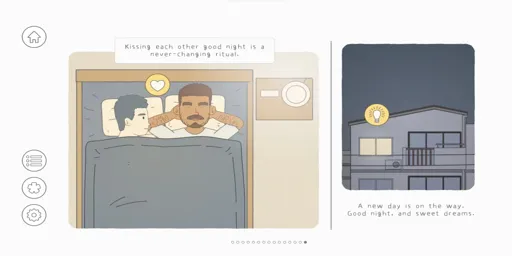 Kissing each other good night is a
never-changing ritual.
A new day is on the way.
Good night, and sweet dreams.